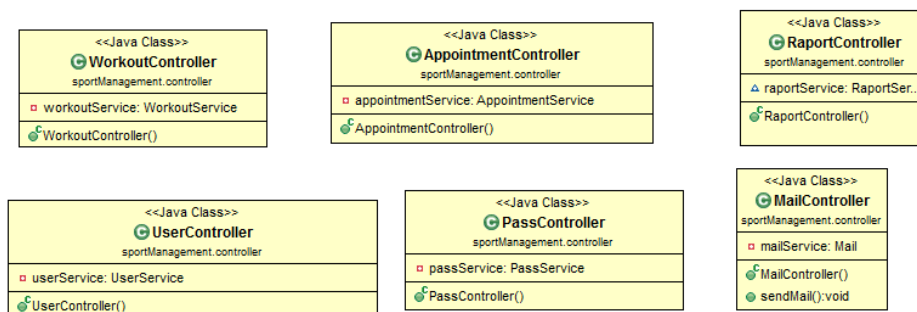 <<Java Class>>
WorkoutController
sportManagement.controller
workoutService: WorkoutService
WorkoutController()
<<Java Class>>
AppointmentController
sportManagement.controller
appointmentService: AppointmentService
AppointmentController()
<<Java Class>>
RaportController
sportManagement.controller
raportService: RaportSer...
RaportController()
<<Java Class>>
UserController
sportManagement.controller
userService: UserService
UserController()
<<Java Class>>
PassController
sportManagement.controller
passService: PassService
PassController()
<<Java Class>>
MailController
sportManagement.controller
mailService: Mail
MailController()
sendMail():void